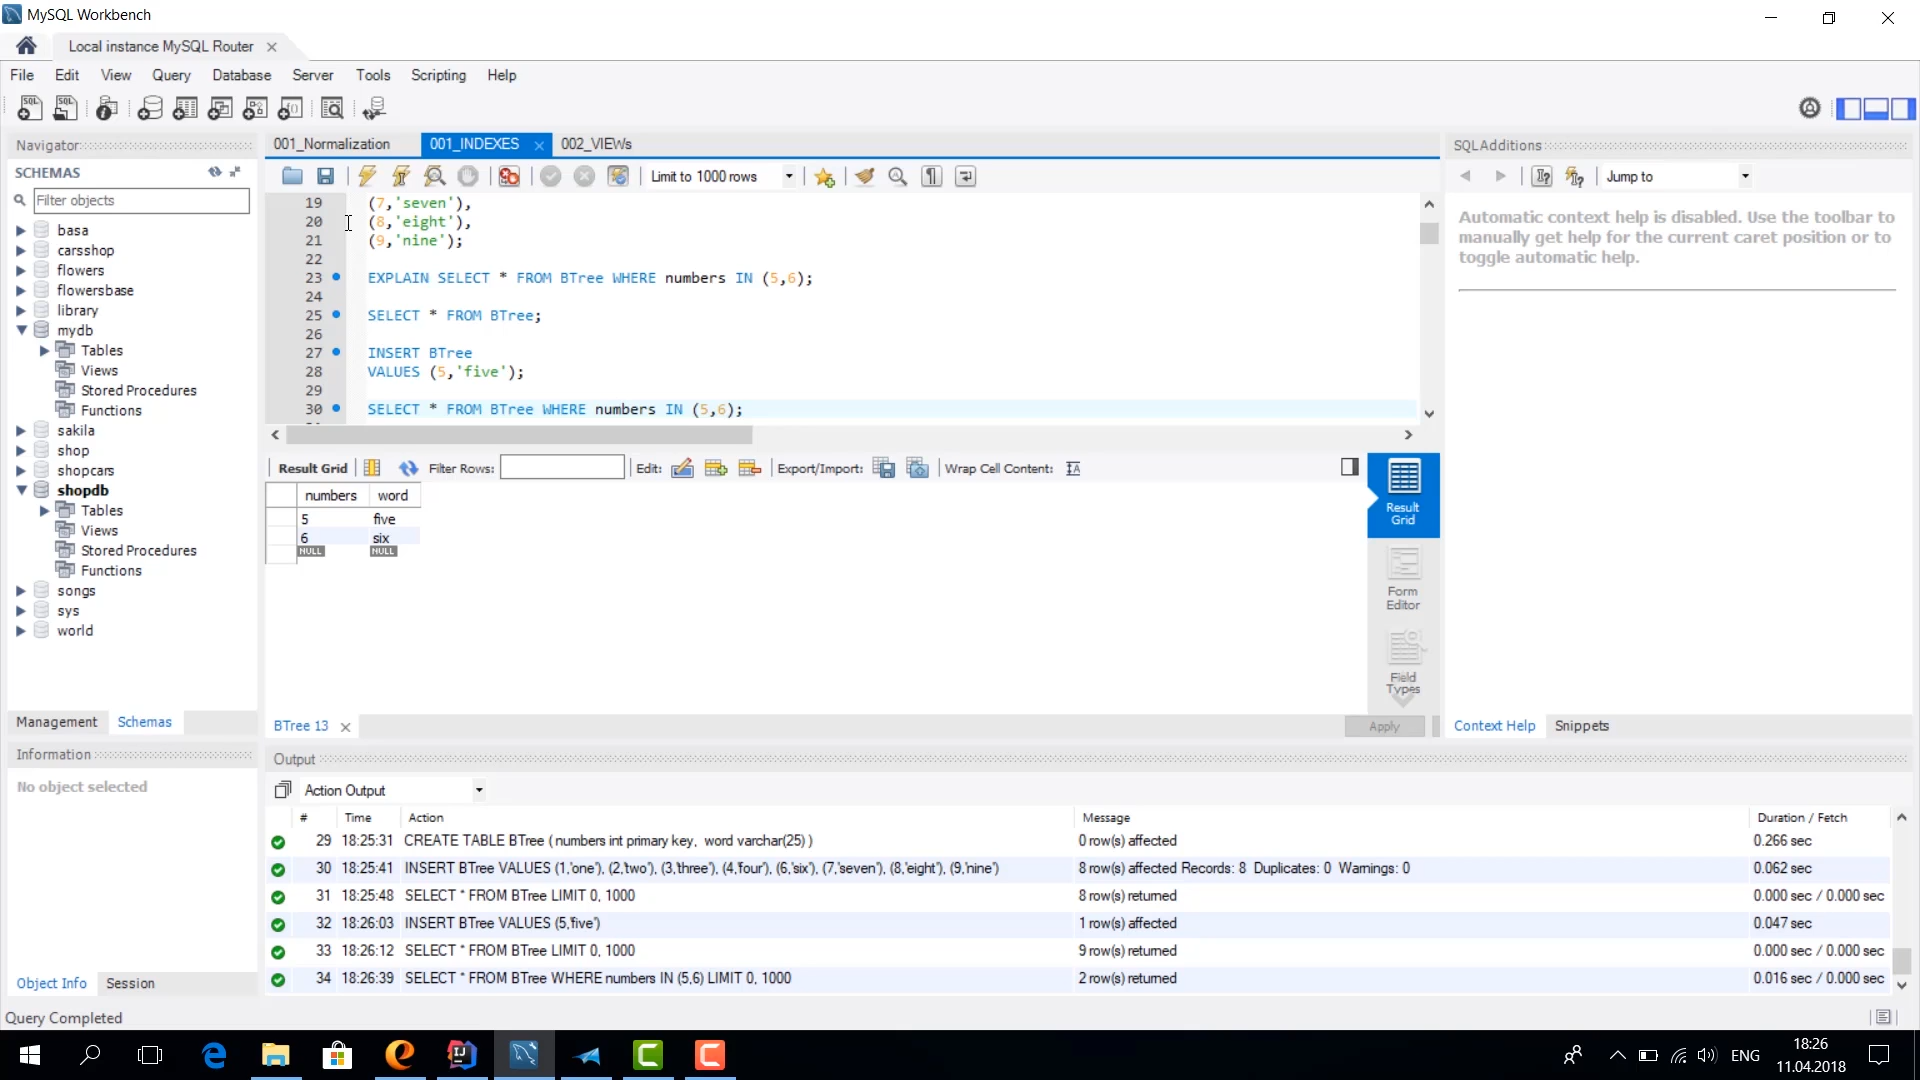 MySQL Workbench
Local instance MySQL Router
File Edit View Query Database Server Tools Scripting Help
Navigator
SCHEMAS
Filter objects
basa
carsshop
flowers
flowersbase
library
mydb
Tables
Views
Stored Procedures
Functions
sakila
shop
shopcars
shopdb
Tables
Views
Stored Procedures
Functions
songs
sys
world
Management Schemas
Information
No object selected
Object Info Session
001_Normalization 001_INDEXES 002_VIEWs
Limit to 1000 rows
19 (7,'seven'),
20 (8,'eight'),
21 (9,'nine');
22
23 EXPLAIN SELECT * FROM BTree WHERE numbers IN (5,6);
24
25 SELECT * FROM BTree;
26
27 INSERT BTree
28 VALUES (5,'five');
29
30 SELECT * FROM BTree WHERE numbers IN (5,6);
Result Grid Filter Rows: Edit: Export/Import: Wrap Cell Content:
numbers word
5 five
6 six
NULL NULL
Result Grid
Form Editor
Field Types
BTree 13
Apply
SQLAdditions
Jump to
Automatic context help is disabled. Use the toolbar to
manually get help for the current caret position or to
toggle automatic help.
Context Help Snippets
Output
Action Output
# Time Action Message Duration / Fetch
29 18:25:31 CREATE TABLE BTree ( numbers int primary key, word varchar(25) ) 0 row(s) affected 0.266 sec
30 18:25:41 INSERT BTree VALUES (1,'one'), (2,'two'), (3,'three'), (4,'four'), (6,'six'), (7,'seven'), (8,'eight'), (9,'nine') 8 row(s) affected Records: 8 Duplicates: 0 Warnings: 0 0.062 sec
31 18:25:48 SELECT * FROM BTree LIMIT 0, 1000 8 row(s) returned 0.000 sec / 0.000 sec
32 18:26:03 INSERT BTree VALUES (5,'five') 1 row(s) affected 0.047 sec
33 18:26:12 SELECT * FROM BTree LIMIT 0, 1000 9 row(s) returned 0.000 sec / 0.000 sec
34 18:26:39 SELECT * FROM BTree WHERE numbers IN (5,6) LIMIT 0, 1000 2 row(s) returned 0.016 sec / 0.000 sec
Query Completed
ENG
18:26
11.04.2018